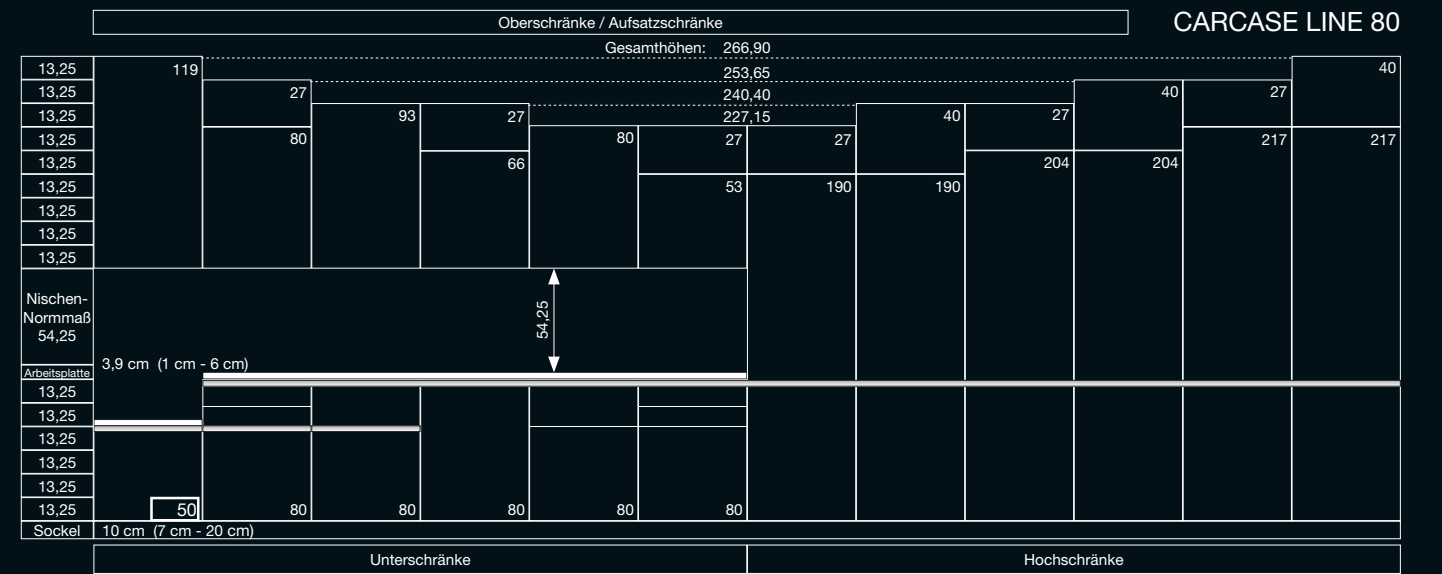 Oberschränke / Aufsatzschränke
CARCASE LINE 80
Gesamthöhen: 266,90
13,25 119 40
253,65
13,25 27 40 27
240,40
13,25 93 27 227,15 40 27
13,25 80 80 27 27 217 217
13,25 66 204 204
13,25 53 190 190
13,25
13,25
13,25
Nischen-
Normmaß
54,25
54,25
3,9 cm (1 cm - 6 cm)
Arbeitsplatte
13,25
13,25
13,25
13,25
13,25
13,25 50 80 80 80 80 80
Sockel 10 cm (7 cm - 20 cm)
Unterschränke Hochschränke